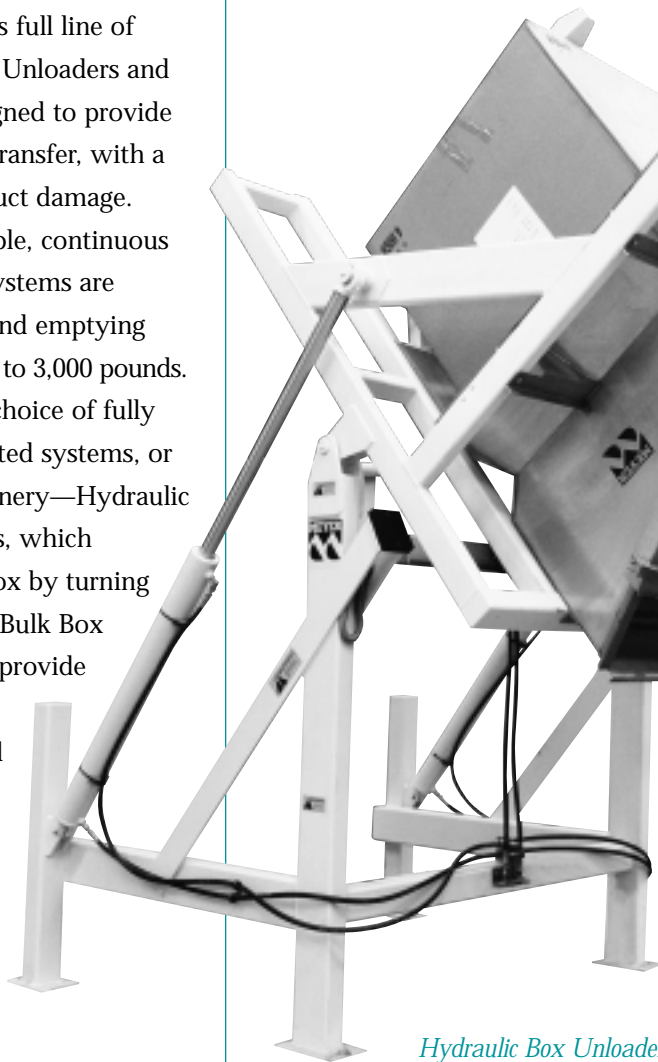 s full line of
Unloaders and
gned to provide
ransfer, with a
uct damage.
ple, continuous
ystems are
nd emptying
to 3,000 pounds.
choice of fully
ted systems, or
nery—Hydraulic
s, which
ox by turning
Bulk Box
provide
l
Hydraulic Box Unloade